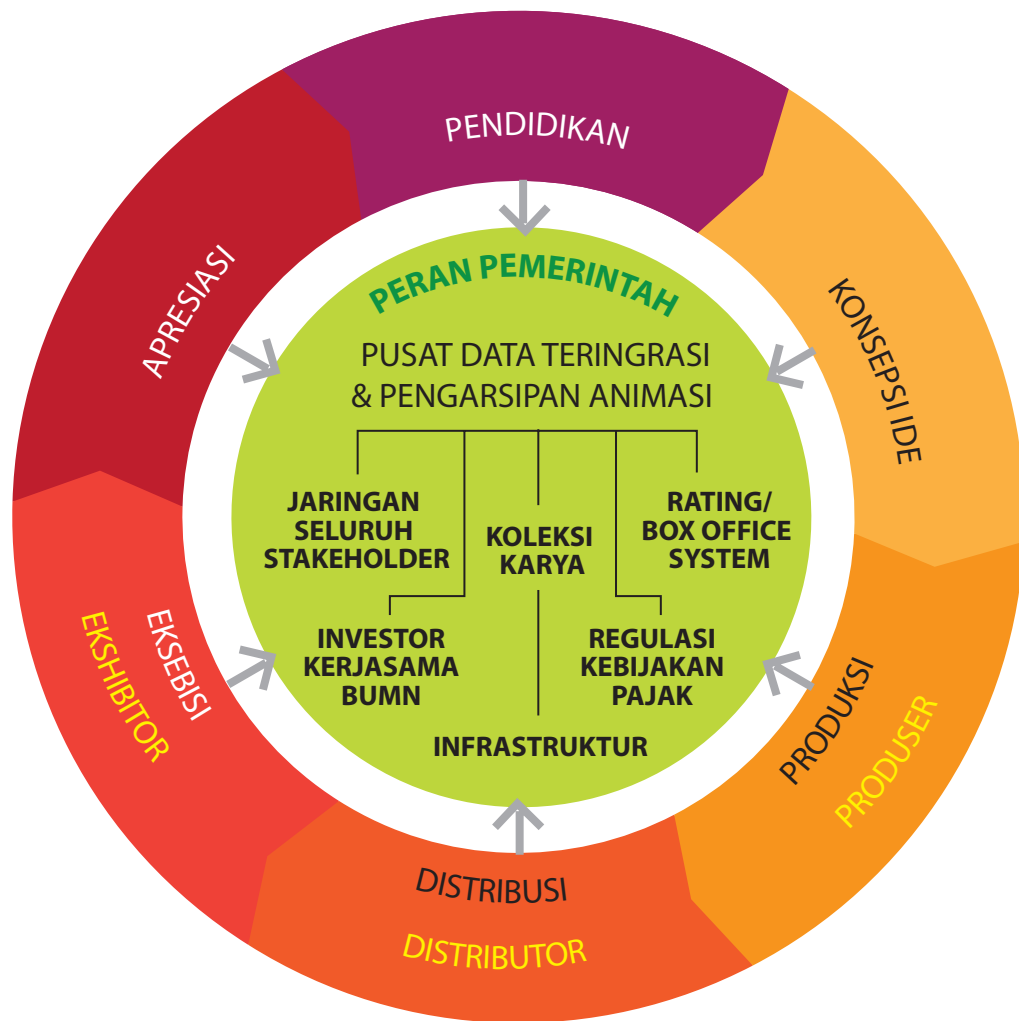 PENDIDIKAN
KONSEPSI IDE
PRODUKSI
PRODUSER
DISTRIBUSI
DISTRIBUTOR
EKSEBISI
EKSHIBITOR
APRESIASI
PERAN PEMERINTAH
PUSAT DATA TERINGRASI
& PENGARSIPAN ANIMASI
JARINGAN
SELURUH
STAKEHOLDER
KOLEKSI
KARYA
RATING/
BOX OFFICE
SYSTEM
INVESTOR
KERJASAMA
BUMN
REGULASI
KEBIJAKAN
PAJAK
INFRASTRUKTUR